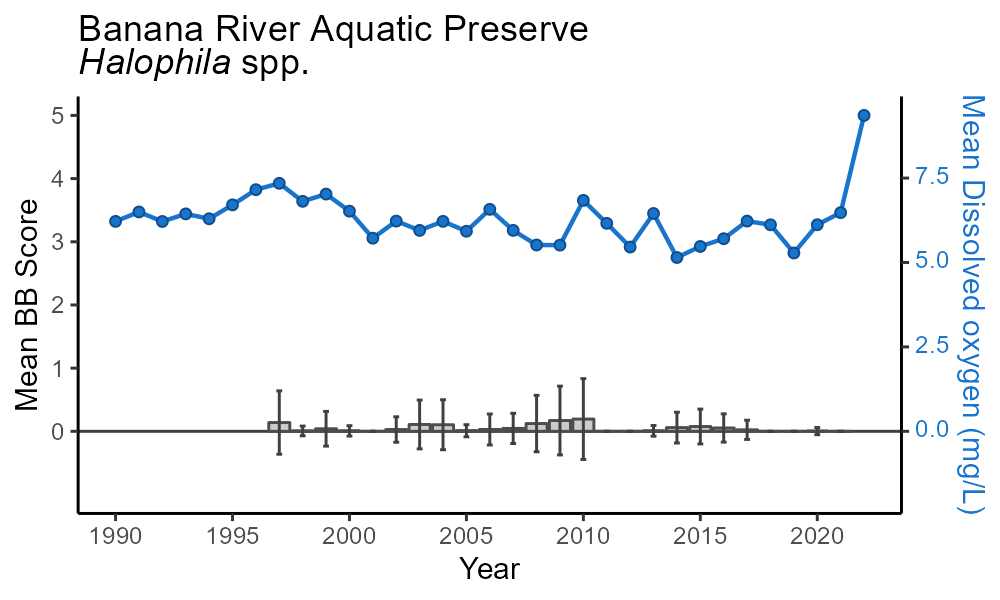 Banana River Aquatic Preserve
Halophila spp.
5
4
3
2
1
0
Mean BB Score
7.5
5.0
2.5
0.0
Mean Dissolved oxygen (mg/L)
1990 1995 2000 2005 2010 2015 2020
Year